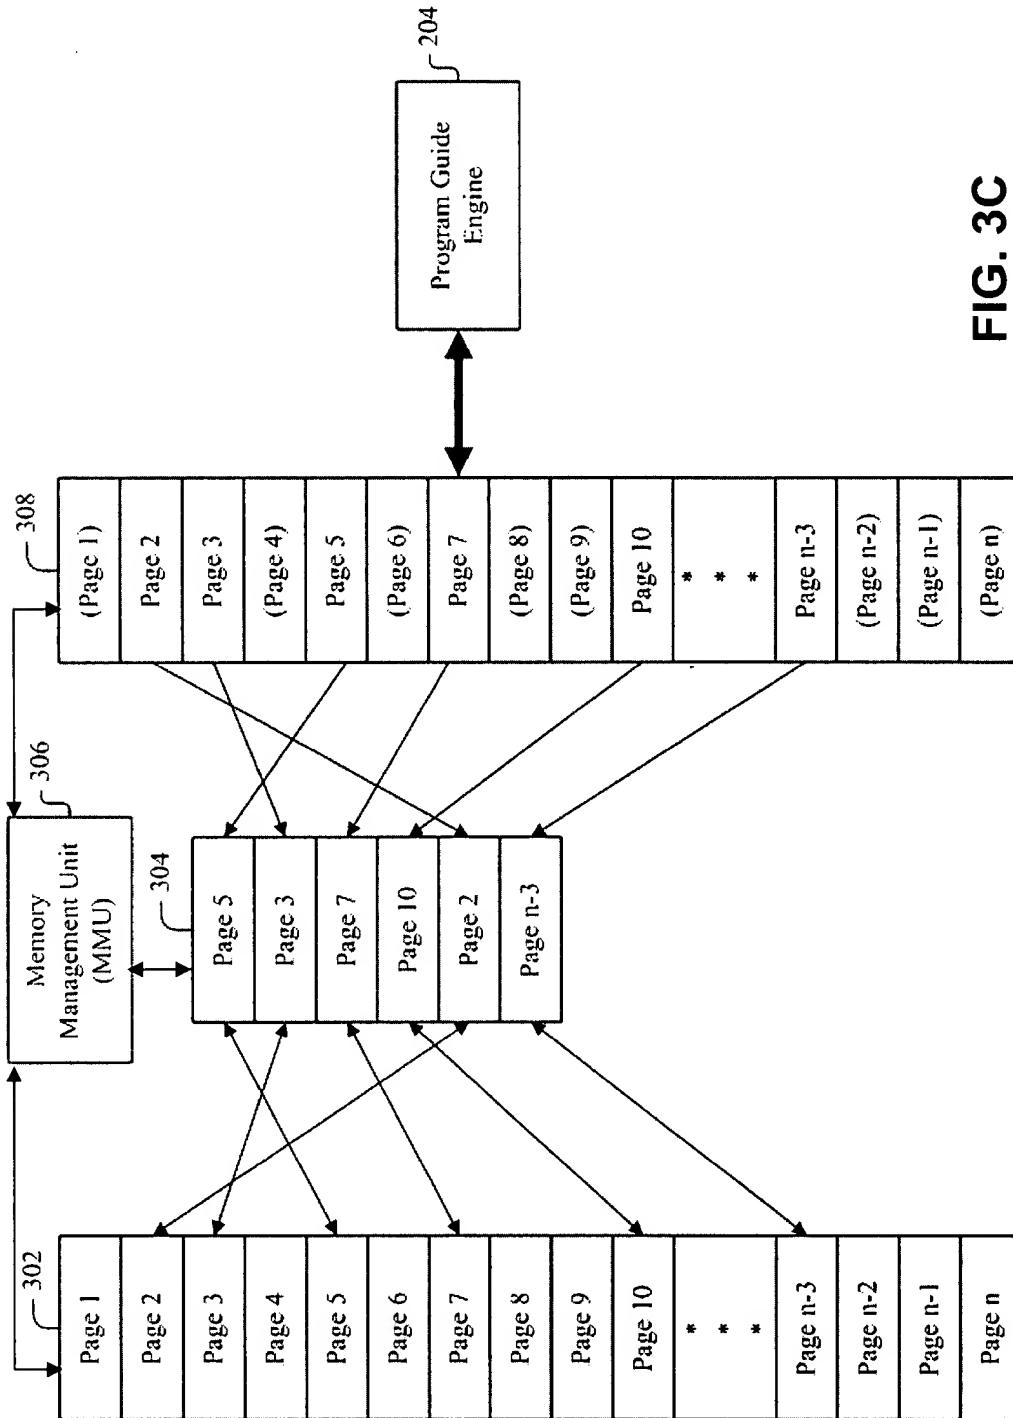 302
Page 1
Page 2
Page 3
Page 4
Page 5
Page 6
Page 7
Page 8
Page 9
Page 10
* * *
Page n-3
Page n-2
Page n-1
Page n
Memory
Management Unit
(MMU)
306
304
Page 5
Page 3
Page 7
Page 10
Page 2
Page n-3
308
(Page 1)
Page 2
Page 3
(Page 4)
Page 5
(Page 6)
Page 7
(Page 8)
(Page 9)
Page 10
* * *
Page n-3
(Page n-2)
(Page n-1)
(Page n)
Program Guide
Engine
204
FIG. 3C